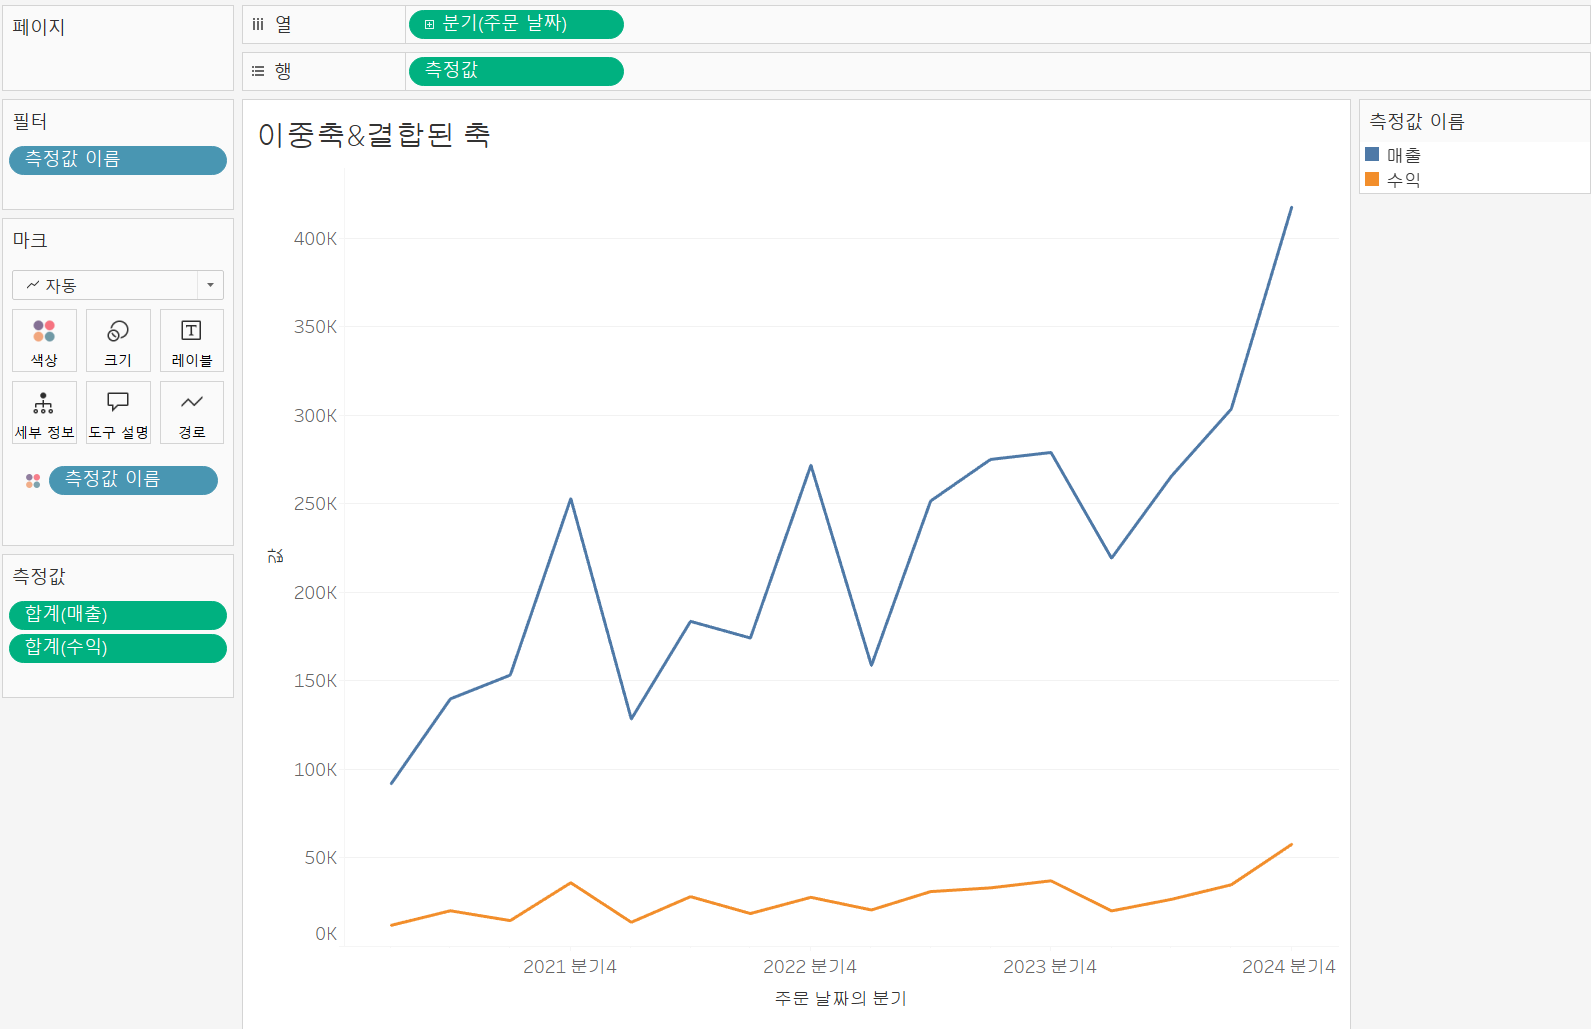 페이지
열
분기(주문 날짜)
행
측정값
필터
측정값 이름
마크
자동
색상
크기
레이블
세부 정보
도구 설명
경로
측정값 이름
측정값
합계(매출)
합계(수익)
이중축&결합된 축
400K
350K
300K
250K
200K
150K
100K
50K
0K
값
2021 분기4
2022 분기4
2023 분기4
2024 분기4
주문 날짜의 분기
측정값 이름
매출
수익